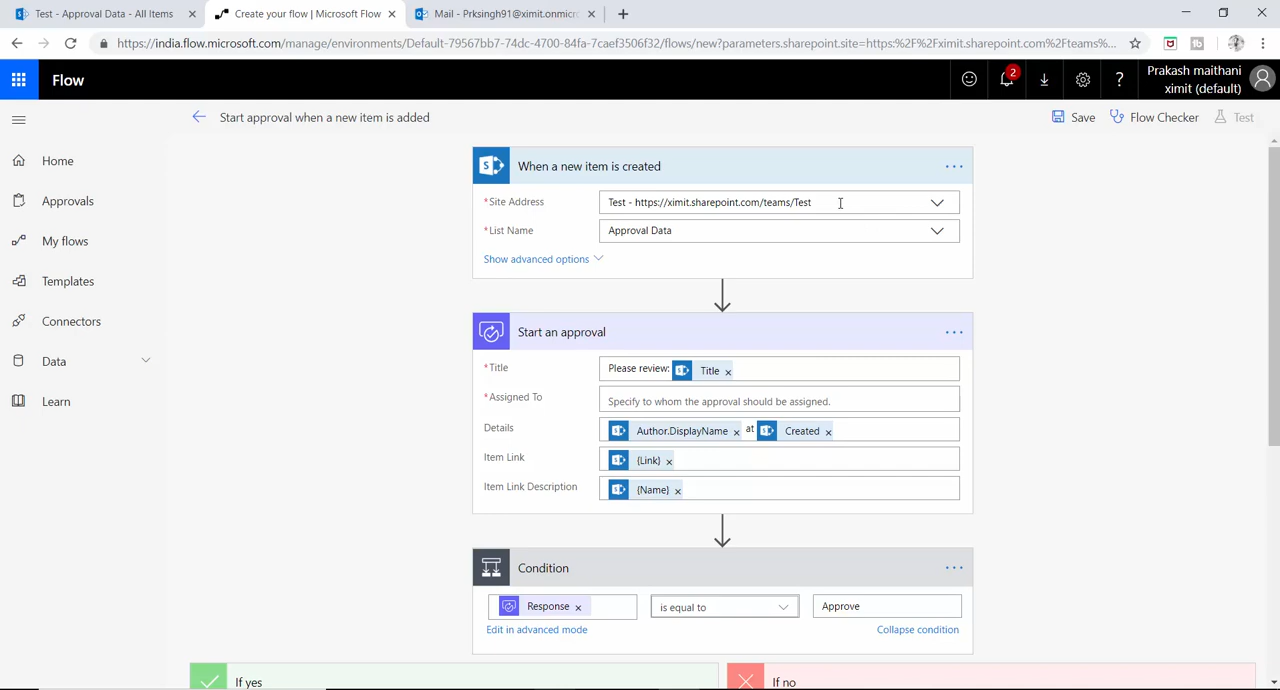 Test - Approval Data - All Items
Create your flow | Microsoft Flow
Mail - Prksingh91@ximit.onmicro
https://india.flow.microsoft.com/manage/environments/Default-79567bb7-74dc-4700-84fa-7caef3506f32/flows/new?parameters.sharepoint.site=https:%2F%2Fximit.sharepoint.com%2Fteams%...
Flow
2
?
Prakash maithani
ximit (default)
Start approval when a new item is added
Save
Flow Checker
Test
Home
Approvals
My flows
Templates
Connectors
Data
Learn
When a new item is created
*Site Address
Test - https://ximit.sharepoint.com/teams/Test
*List Name
Approval Data
Show advanced options
Start an approval
*Title
Please review: Title ×
*Assigned To
Specify to whom the approval should be assigned.
Details
Author.DisplayName × at Created ×
Item Link
{Link} ×
Item Link Description
{Name} ×
Condition
Response × is equal to Approve
Edit in advanced mode
Collapse condition
If yes
If no